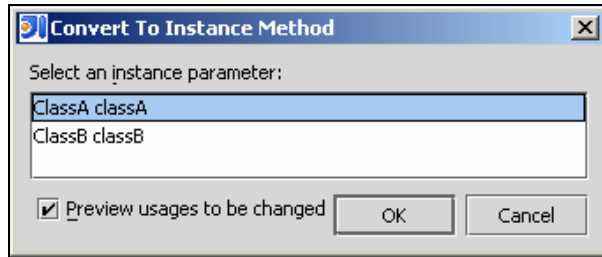 Convert To Instance Method
Select an instance parameter:
ClassA classA
ClassB classB
Preview usages to be changed
OK
Cancel